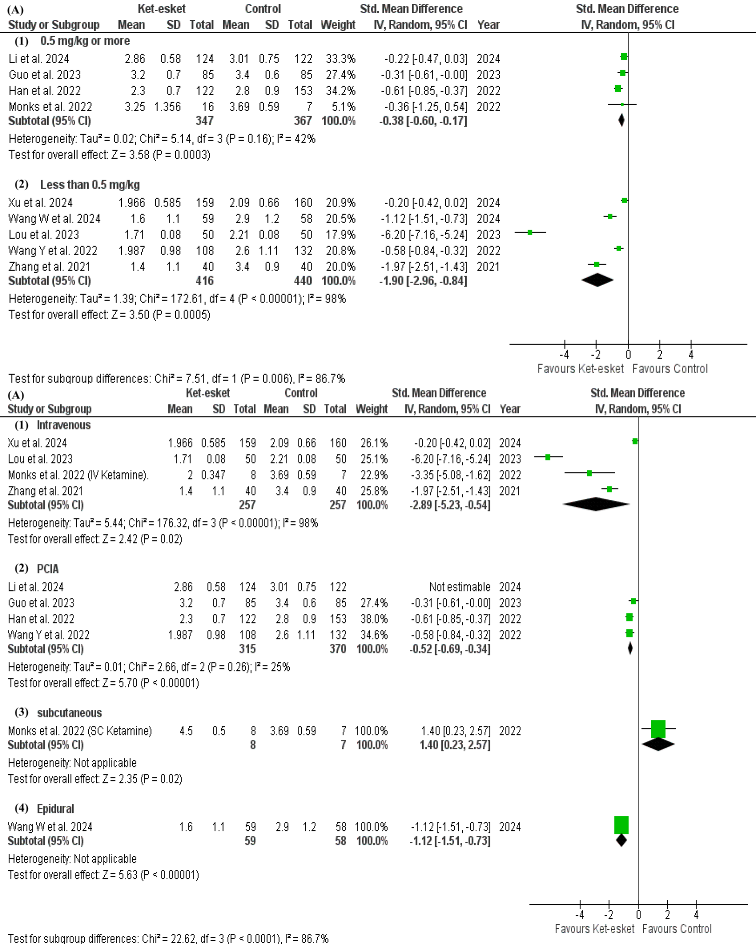 (A) Ket-esket Control Std. Mean Difference Std. Mean Difference
Study or Subgroup Mean SD Total Mean SD Total Weight IV, Random, 95% CI Year IV, Random, 95% CI
(1) 0.5 mg/kg or more
Li et al. 2024 2.86 0.58 124 3.01 0.75 122 33.3% -0.22 [-0.47, 0.03] 2024
Guo et al. 2023 3.2 0.7 85 3.4 0.6 85 27.4% -0.31 [-0.61, -0.00] 2023
Han et al. 2022 2.3 0.7 122 2.8 0.9 153 34.2% -0.61 [-0.85, -0.37] 2022
Monks et al. 2022 3.25 1.356 16 3.69 0.59 7 5.1% -0.36 [-1.25, 0.54] 2022
Subtotal (95% CI) 347 367 100.0% -0.38 [-0.60, -0.17]
Heterogeneity: Tau² = 0.02; Chi² = 5.14, df = 3 (P = 0.16); I² = 42%
Test for overall effect: Z = 3.58 (P = 0.0003)
(2) Less than 0.5 mg/kg
Xu et al. 2024 1.966 0.585 159 2.09 0.66 160 20.9% -0.20 [-0.42, 0.02] 2024
Wang W et al. 2024 1.6 1.1 59 2.9 1.2 58 20.5% -1.12 [-1.51, -0.73] 2024
Lou et al. 2023 1.71 0.08 50 2.21 0.08 50 17.9% -6.20 [-7.16, -5.24] 2023
Wang Y et al. 2022 1.987 0.98 108 2.6 1.11 132 20.8% -0.58 [-0.84, -0.32] 2022
Zhang et al. 2021 1.4 1.1 40 3.4 0.9 40 20.0% -1.97 [-2.51, -1.43] 2021
Subtotal (95% CI) 416 440 100.0% -1.90 [-2.96, -0.84]
Heterogeneity: Tau² = 1.39; Chi² = 172.61, df = 4 (P < 0.00001); I² = 98%
Test for overall effect: Z = 3.50 (P = 0.0005)
-4 -2 0 2 4
Favours Ket-esket Favours Control
Test for subgroup differences: Chi² = 7.51, df = 1 (P = 0.006), I² = 86.7%
(A) Ket-esket Control Std. Mean Difference Std. Mean Difference
Study or Subgroup Mean SD Total Mean SD Total Weight IV, Random, 95% CI Year IV, Random, 95% CI
(1) Intravenous
Xu et al. 2024 1.966 0.585 159 2.09 0.66 160 26.1% -0.20 [-0.42, 0.02] 2024
Lou et al. 2023 1.71 0.08 50 2.21 0.08 50 25.1% -6.20 [-7.16, -5.24] 2023
Monks et al. 2022 (IV Ketamine). 2 0.347 8 3.69 0.59 7 22.9% -3.35 [-5.08, -1.62] 2022
Zhang et al. 2021 1.4 1.1 40 3.4 0.9 40 25.8% -1.97 [-2.51, -1.43] 2021
Subtotal (95% CI) 257 257 100.0% -2.89 [-5.23, -0.54]
Heterogeneity: Tau² = 5.44; Chi² = 176.32, df = 3 (P < 0.00001); I² = 98%
Test for overall effect: Z = 2.42 (P = 0.02)
(2) PCIA
Li et al. 2024 2.86 0.58 124 3.01 0.75 122 Not estimable 2024
Guo et al. 2023 3.2 0.7 85 3.4 0.6 85 27.4% -0.31 [-0.61, -0.00] 2023
Han et al. 2022 2.3 0.7 122 2.8 0.9 153 38.0% -0.61 [-0.85, -0.37] 2022
Wang Y et al. 2022 1.987 0.98 108 2.6 1.11 132 34.6% -0.58 [-0.84, -0.32] 2022
Subtotal (95% CI) 315 370 100.0% -0.52 [-0.69, -0.34]
Heterogeneity: Tau² = 0.01; Chi² = 2.66, df = 2 (P = 0.26); I² = 25%
Test for overall effect: Z = 5.70 (P < 0.00001)
(3) subcutaneous
Monks et al. 2022 (SC Ketamine) 4.5 0.5 8 3.69 0.59 7 100.0% 1.40 [0.23, 2.57] 2022
Subtotal (95% CI) 8 7 100.0% 1.40 [0.23, 2.57]
Heterogeneity: Not applicable
Test for overall effect: Z = 2.35 (P = 0.02)
(4) Epidural
Wang W et al. 2024 1.6 1.1 59 2.9 1.2 58 100.0% -1.12 [-1.51, -0.73] 2024
Subtotal (95% CI) 59 58 100.0% -1.12 [-1.51, -0.73]
Heterogeneity: Not applicable
Test for overall effect: Z = 5.63 (P < 0.00001)
-4 -2 0 2 4
Favours Ket-esket Favours Control
Test for subgroup differences: Chi² = 22.62, df = 3 (P < 0.0001), I² = 86.7%